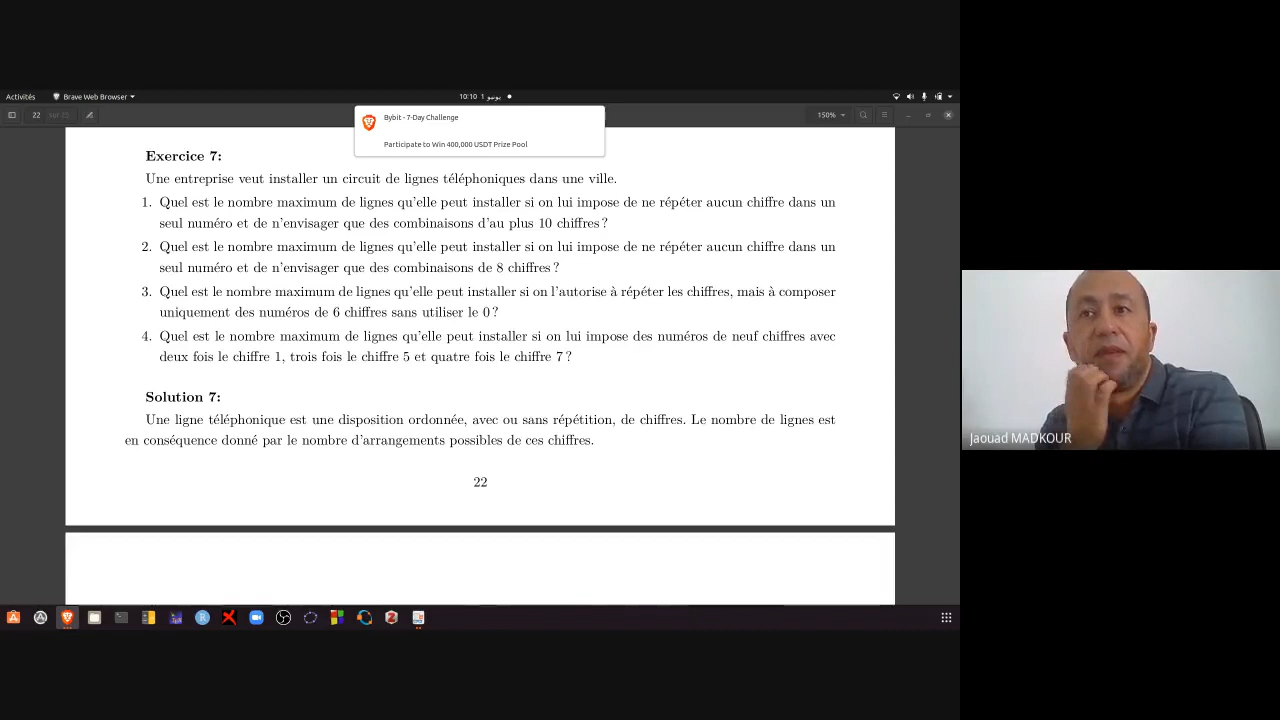 Activités Brave Web Browser 10:10 1 يونيو
22 sur 25 150%
Bybit - 7-Day Challenge
Participate to Win 400,000 USDT Prize Pool
Exercice 7:
Une entreprise veut installer un circuit de lignes téléphoniques dans une ville.
1. Quel est le nombre maximum de lignes qu'elle peut installer si on lui impose de ne répéter aucun chiffre dans un
seul numéro et de n'envisager que des combinaisons d'au plus 10 chiffres ?
2. Quel est le nombre maximum de lignes qu'elle peut installer si on lui impose de ne répéter aucun chiffre dans un
seul numéro et de n'envisager que des combinaisons de 8 chiffres ?
3. Quel est le nombre maximum de lignes qu'elle peut installer si on l'autorise à répéter les chiffres, mais à composer
uniquement des numéros de 6 chiffres sans utiliser le 0 ?
4. Quel est le nombre maximum de lignes qu'elle peut installer si on lui impose des numéros de neuf chiffres avec
deux fois le chiffre 1, trois fois le chiffre 5 et quatre fois le chiffre 7 ?
Solution 7:
Une ligne téléphonique est une disposition ordonnée, avec ou sans répétition, de chiffres. Le nombre de lignes est
en conséquence donné par le nombre d'arrangements possibles de ces chiffres.
22
Jaouad MADKOUR